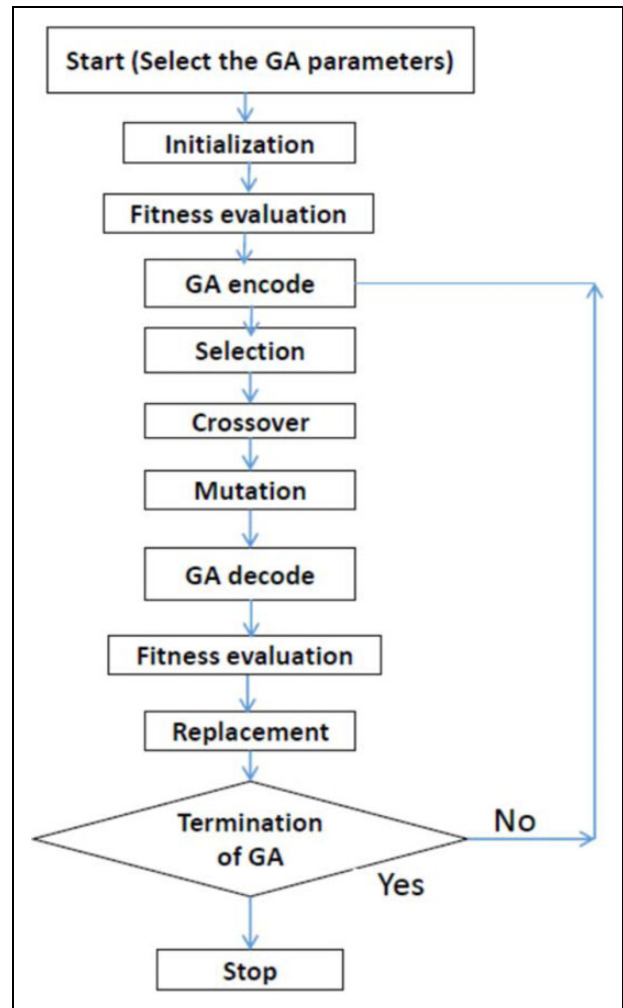 Start (Select the GA parameters)
Initialization
Fitness evaluation
GA encode
Selection
Crossover
Mutation
GA decode
Fitness evaluation
Replacement
Termination
of GA
No
Yes
Stop